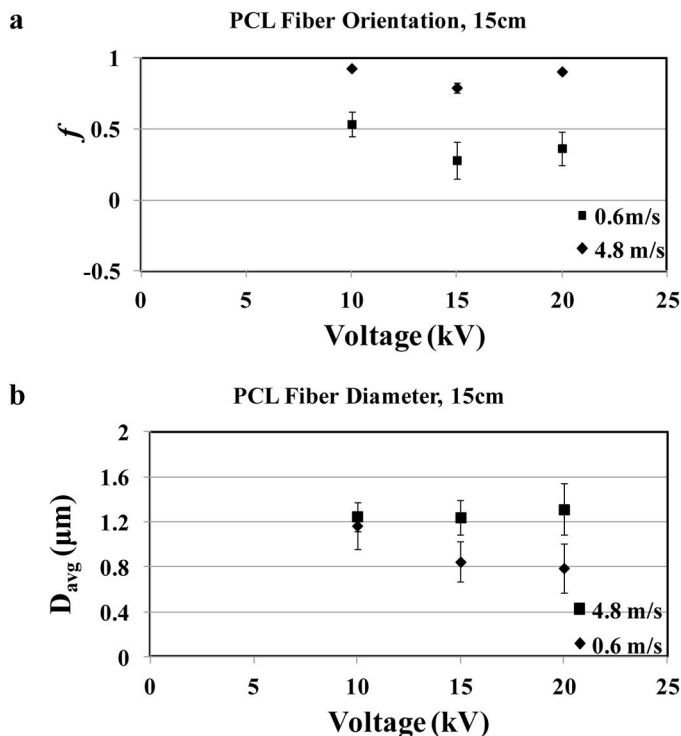 a
PCL Fiber Orientation, 15cm
1
0.5
0
-0.5
f
0.6m/s
4.8 m/s
0 5 10 15 20 25
Voltage (kV)
b
PCL Fiber Diameter, 15cm
2
1.6
1.2
0.8
0.4
0
Davg (μm)
4.8 m/s
0.6 m/s
0 5 10 15 20 25
Voltage (kV)